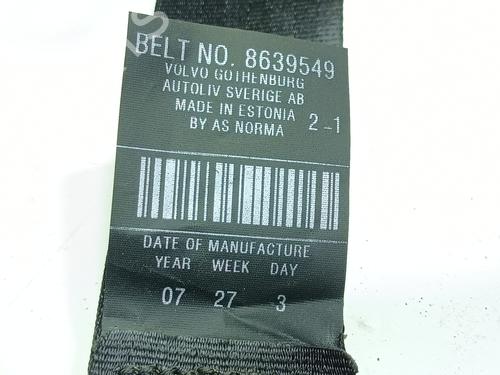 BELT NO. 8639549
VOLVO GOTHENBURG
AUTOLIV SVERIGE AB
MADE IN ESTONIA
BY AS NORMA 2-1
DATE OF MANUFACTURE
YEAR WEEK DAY
07 27 3